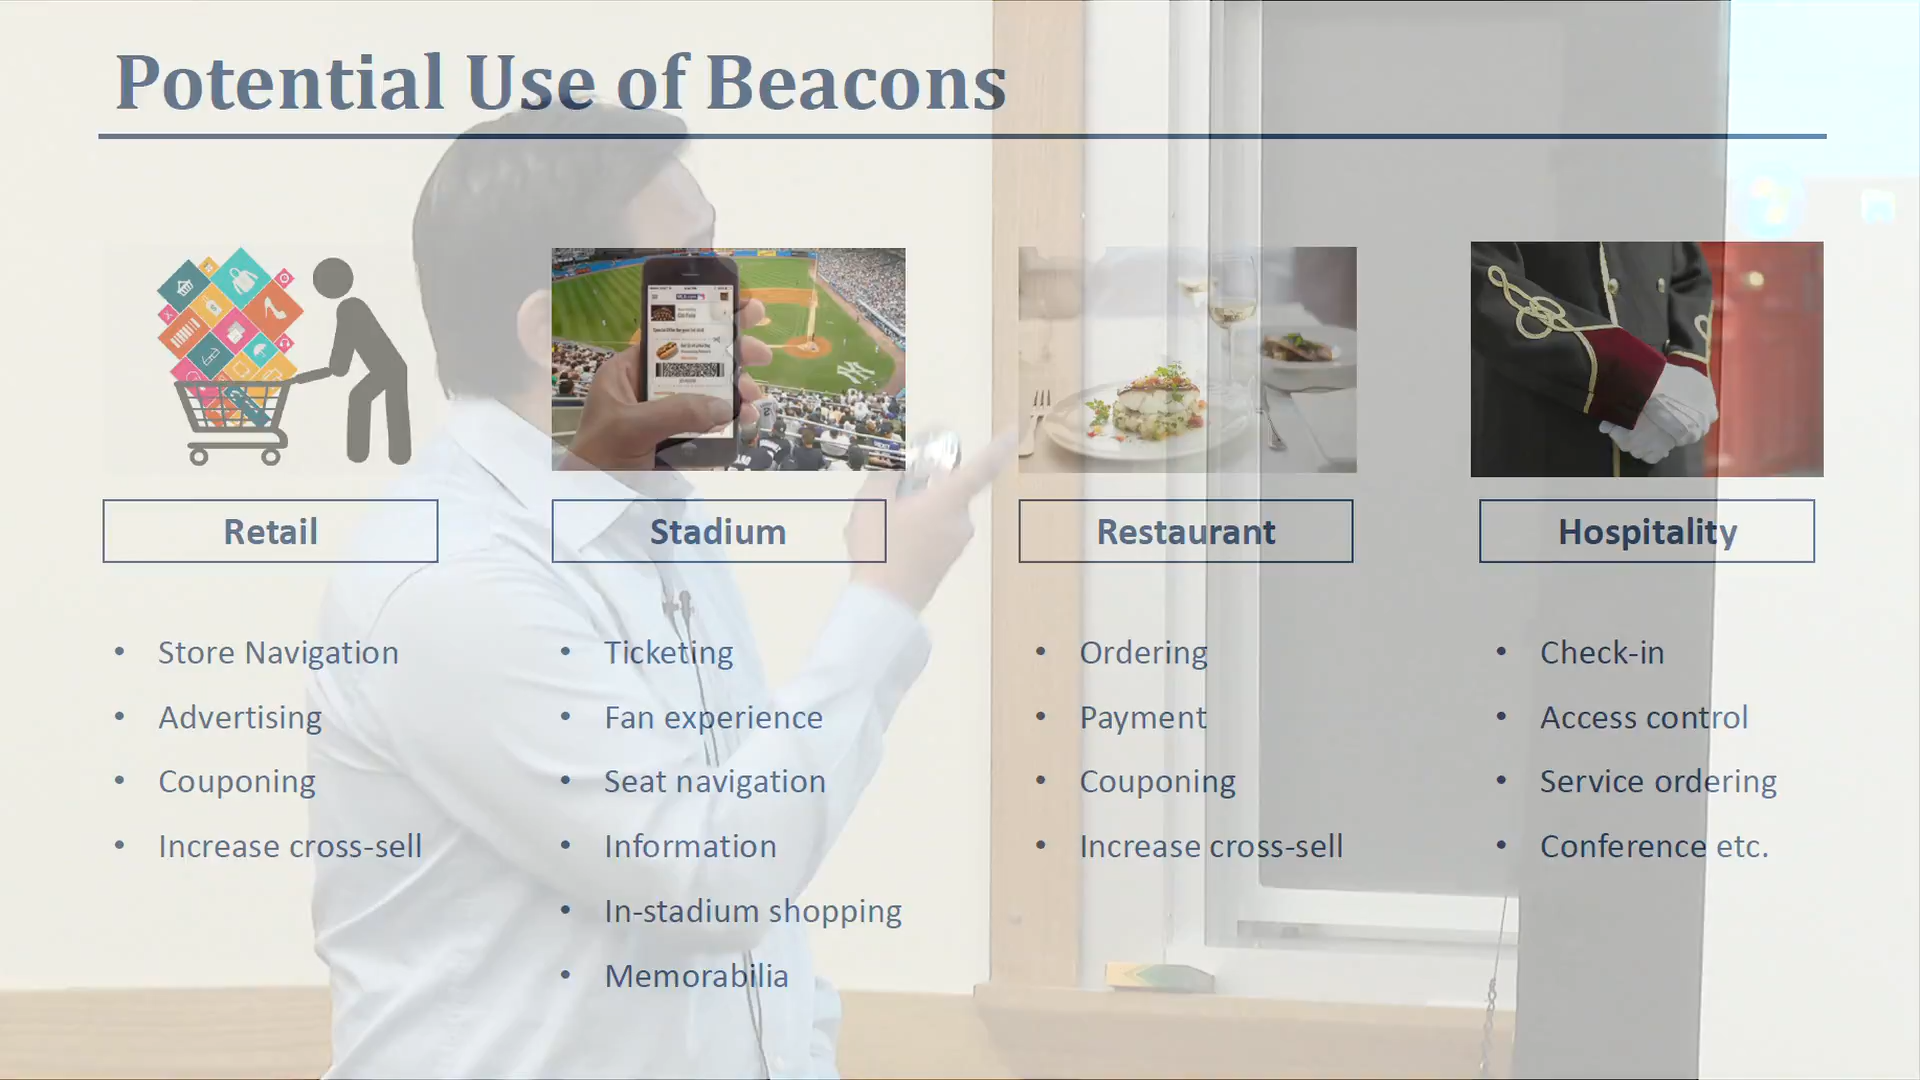 Potential Use of Beacons
Retail
Stadium
Restaurant
Hospitality
• Store Navigation
• Advertising
• Couponing
• Increase cross-sell
• Ticketing
• Fan experience
• Seat navigation
• Information
• In-stadium shopping
• Memorabilia
• Ordering
• Payment
• Couponing
• Increase cross-sell
• Check-in
• Access control
• Service ordering
• Conference etc.